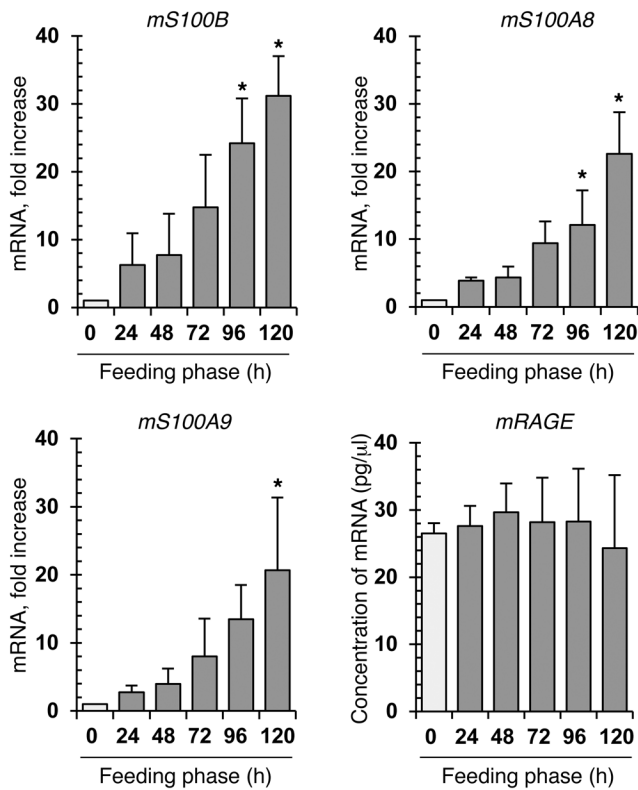 mS100B
mRNA, fold increase
40
30
20
10
0
* *
0 24 48 72 96 120
Feeding phase (h)
mS100A8
mRNA, fold increase
40
30
20
10
0
* *
0 24 48 72 96 120
Feeding phase (h)
mS100A9
mRNA, fold increase
40
30
20
10
0
*
0 24 48 72 96 120
Feeding phase (h)
mRAGE
Concentration of mRNA (pg/μl)
40
30
20
10
0
0 24 48 72 96 120
Feeding phase (h)